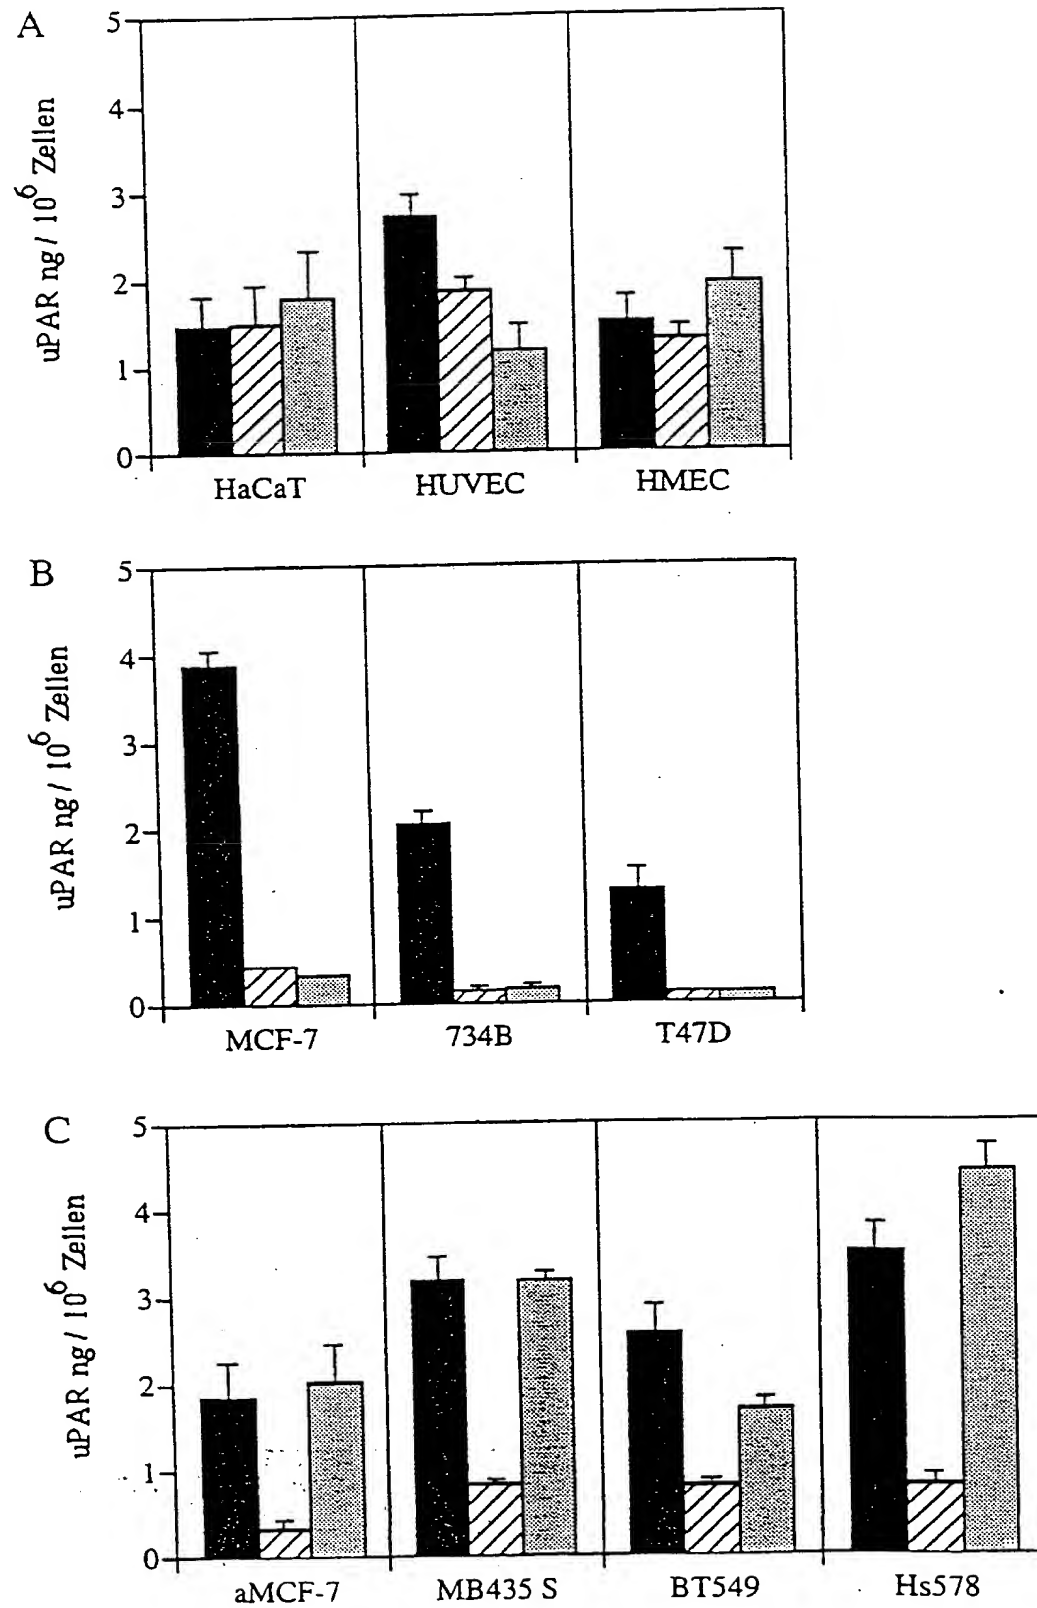 A
5
4
3
2
1
0
uPAR ng / 10⁶ Zellen
HaCaT HUVEC HMEC
B
5
4
3
2
1
0
uPAR ng / 10⁶ Zellen
MCF-7 734B T47D
C
5
4
3
2
1
0
uPAR ng / 10⁶ Zellen
aMCF-7 MB435 S BT549 Hs578